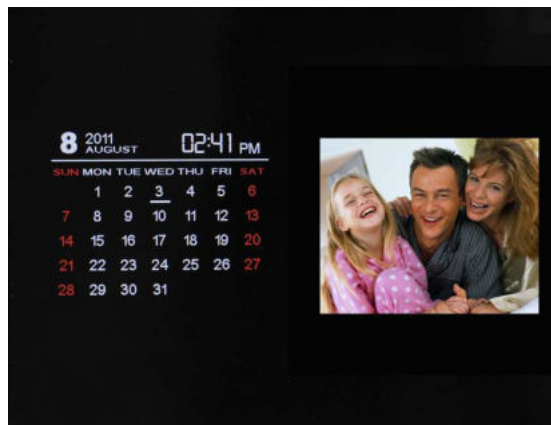 8 2011 AUGUST 02:41 PM
SUN MON TUE WED THU FRI SAT
1 2 3 4 5 6
7 8 9 10 11 12 13
14 15 16 17 18 19 20
21 22 23 24 25 26 27
28 29 30 31